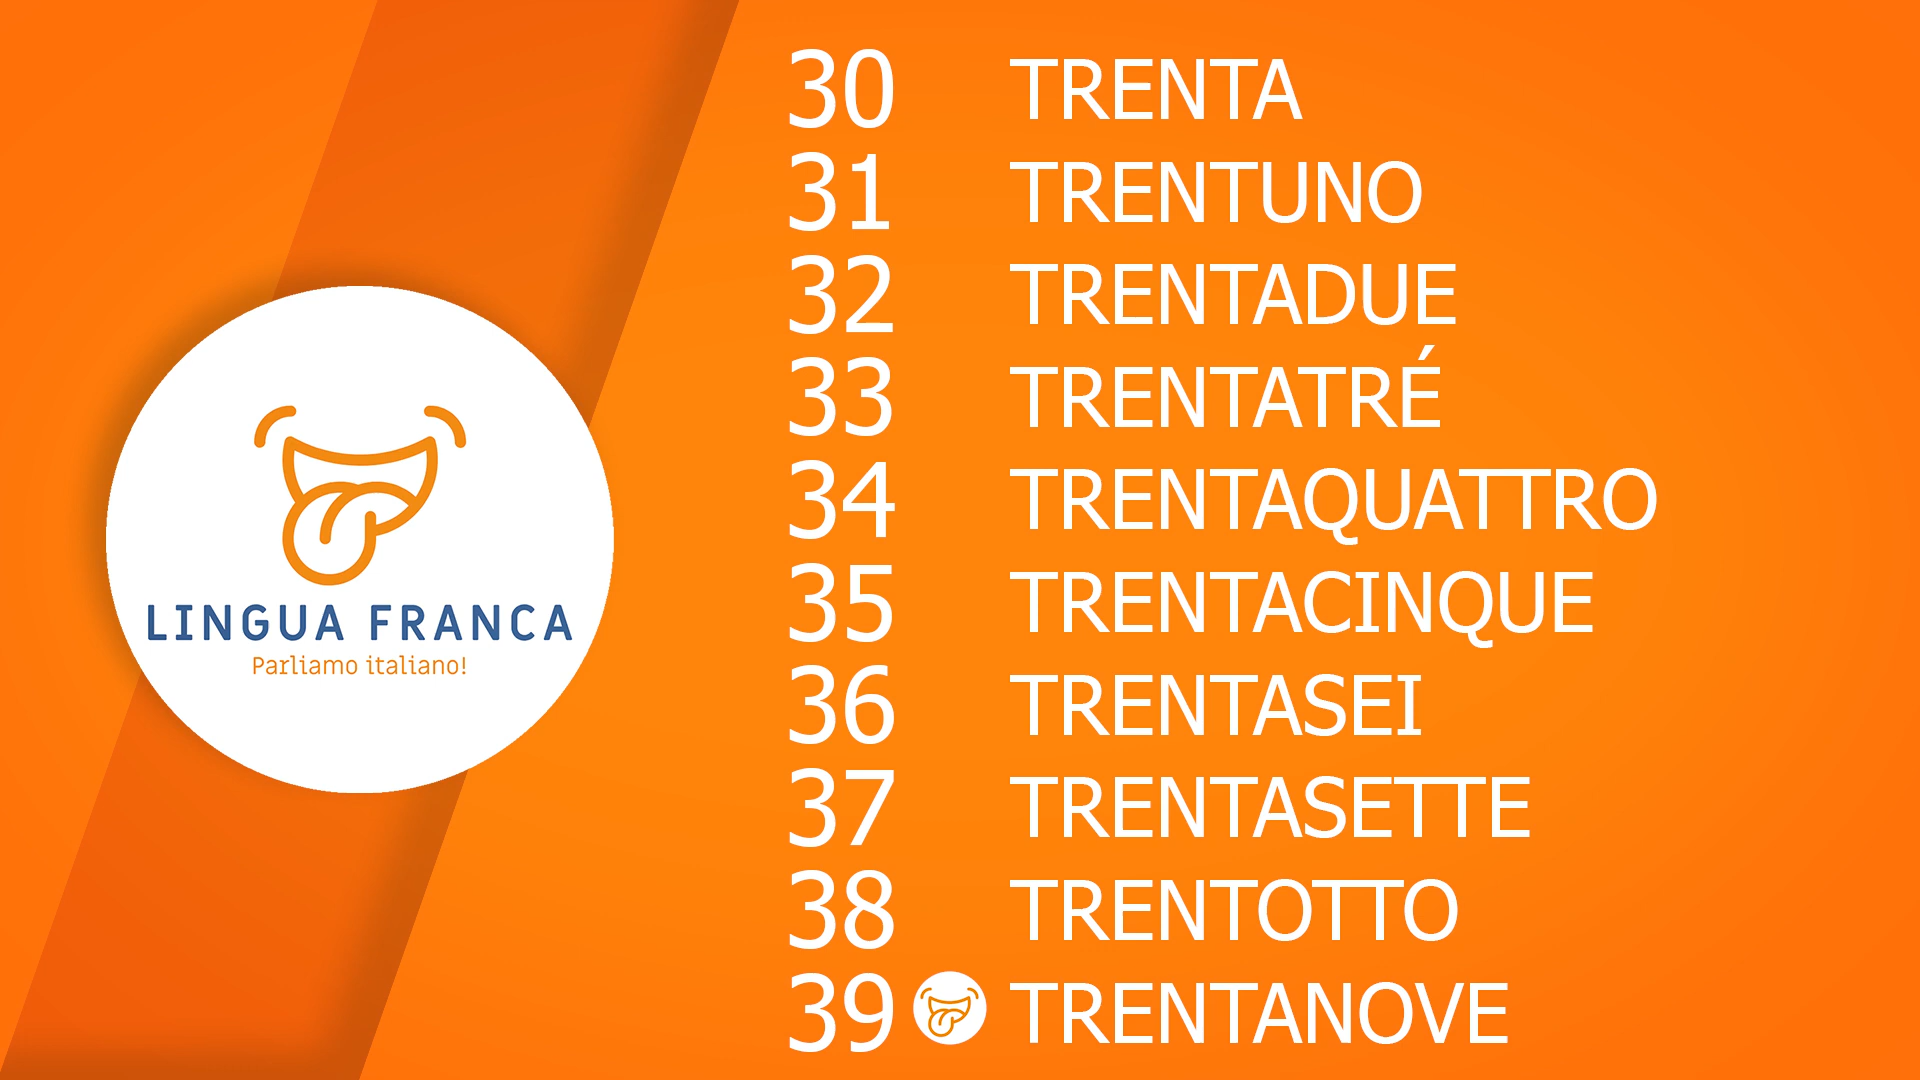 LINGUA FRANCA
Parliamo italiano!
30 TRENTA
31 TRENTUNO
32 TRENTADUE
33 TRENTATRÉ
34 TRENTAQUATTRO
35 TRENTACINQUE
36 TRENTASEI
37 TRENTASETTE
38 TRENTOTTO
39 TRENTANOVE